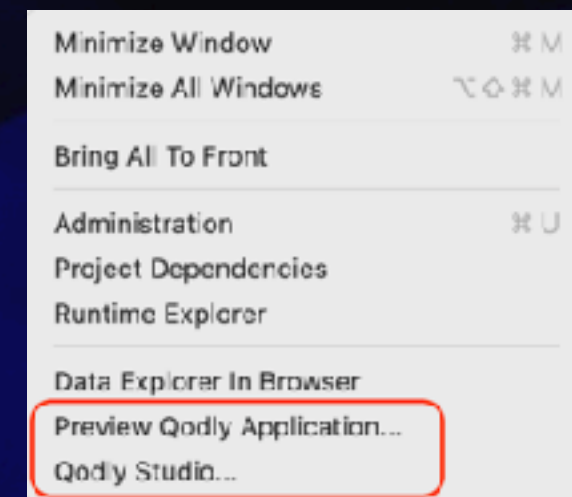 Minimize Window ⌘ M
Minimize All Windows ⌥⇧⌘ M
Bring All To Front
Administration ⌘ U
Project Dependencies
Runtime Explorer
Data Explorer In Browser
Preview Qodly Application...
Qodly Studio...